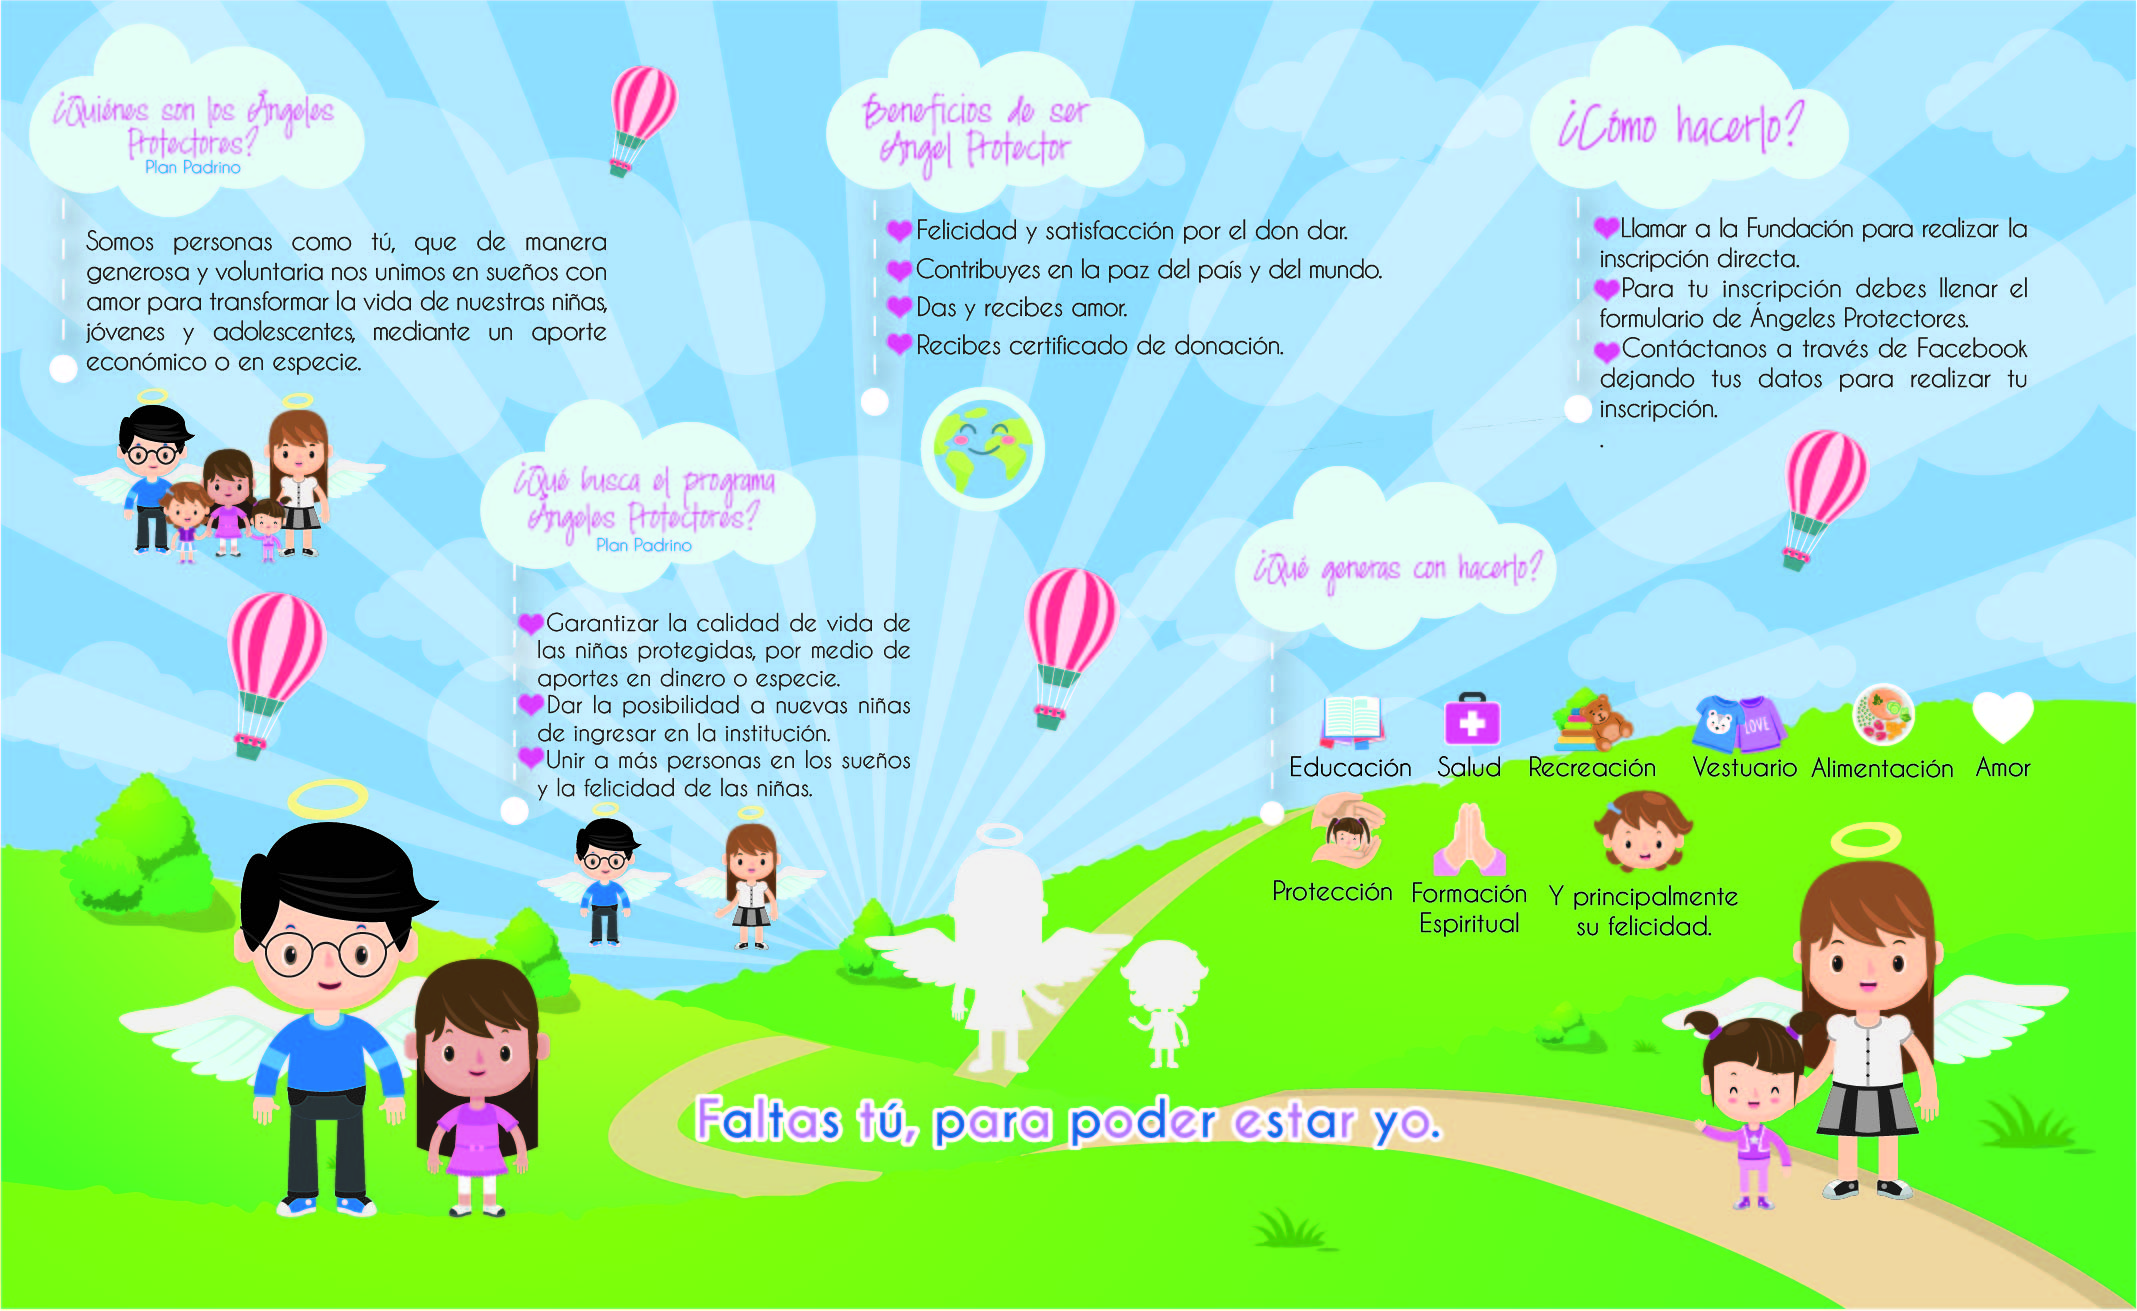 ¿Quiénes son los Ángeles
Protectores?
Plan Padrino
Somos personas como tú, que de manera
generosa y voluntaria nos unimos en sueños con
amor para transformar la vida de nuestras niñas,
jóvenes y adolescentes, mediante un aporte
económico o en especie.
¿Qué busca el programa
Ángeles Protectores?
Plan Padrino
Garantizar la calidad de vida de
las niñas protegidas, por medio de
aportes en dinero o especie.
Dar la posibilidad a nuevas niñas
de ingresar en la institución.
Unir a más personas en los sueños
y la felicidad de las niñas.
Beneficios de ser
Angel Protector
Felicidad y satisfacción por el don dar.
Contribuyes en la paz del país y del mundo.
Das y recibes amor.
Recibes certificado de donación.
¿Cómo hacerlo?
Llamar a la Fundación para realizar la
inscripción directa.
Para tu inscripción debes llenar el
formulario de Ángeles Protectores.
Contáctanos a través de Facebook
dejando tus datos para realizar tu
inscripción.
.
¿Qué generas con hacerlo?
LOVE
Educación Salud Recreación Vestuario Alimentación Amor
Protección
Formación
Espiritual
Y principalmente
su felicidad.
Faltas tú, para poder estar yo.